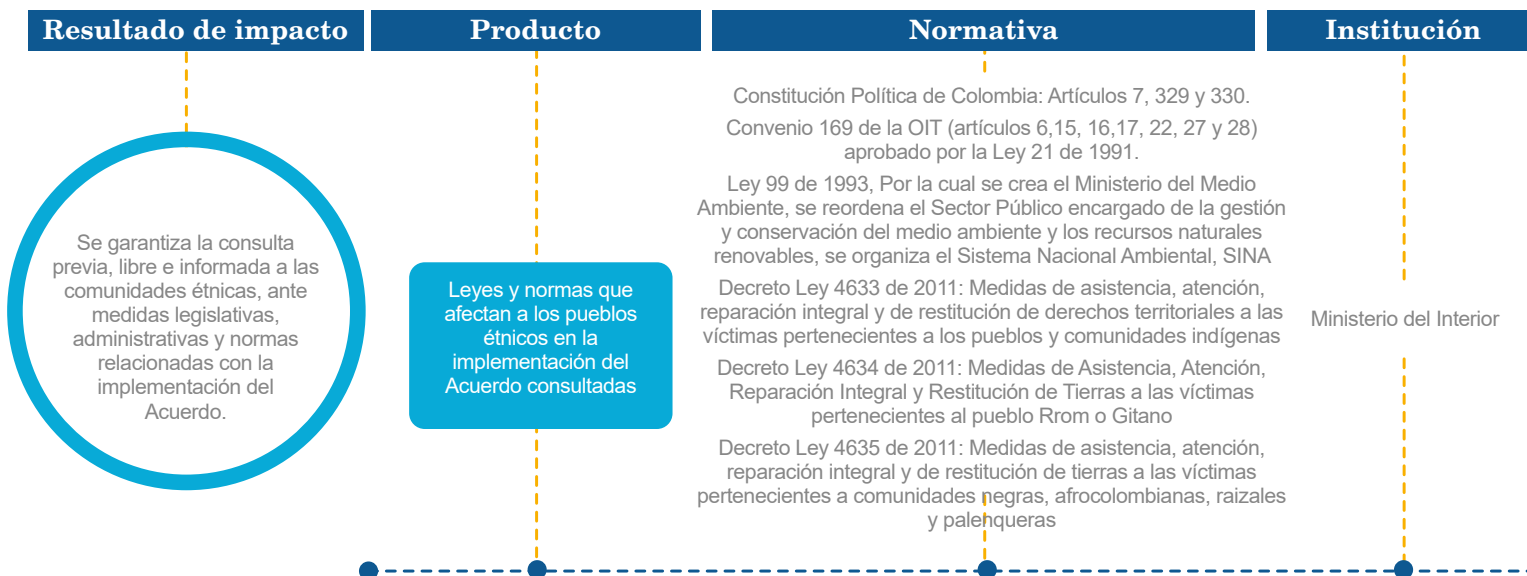 Resultado de impacto
Producto
Normativa
Institución
Se garantiza la consulta
previa, libre e informada a las
comunidades étnicas, ante
medidas legislativas,
administrativas y normas
relacionadas con la
implementación del
Acuerdo.
Leyes y normas que
afectan a los pueblos
étnicos en la
implementación del
Acuerdo consultadas
Constitución Política de Colombia: Artículos 7, 329 y 330.
Convenio 169 de la OIT (artículos 6,15, 16,17, 22, 27 y 28)
aprobado por la Ley 21 de 1991.
Ley 99 de 1993, Por la cual se crea el Ministerio del Medio
Ambiente, se reordena el Sector Público encargado de la gestión
y conservación del medio ambiente y los recursos naturales
renovables, se organiza el Sistema Nacional Ambiental, SINA
Decreto Ley 4633 de 2011: Medidas de asistencia, atención,
reparación integral y de restitución de derechos territoriales a las
víctimas pertenecientes a los pueblos y comunidades indígenas
Decreto Ley 4634 de 2011: Medidas de Asistencia, Atención,
Reparación Integral y Restitución de Tierras a las víctimas
pertenecientes al pueblo Rrom o Gitano
Decreto Ley 4635 de 2011: Medidas de asistencia, atención,
reparación integral y de restitución de tierras a las víctimas
pertenecientes a comunidades negras, afrocolombianas, raizales
y palenqueras
Ministerio del Interior